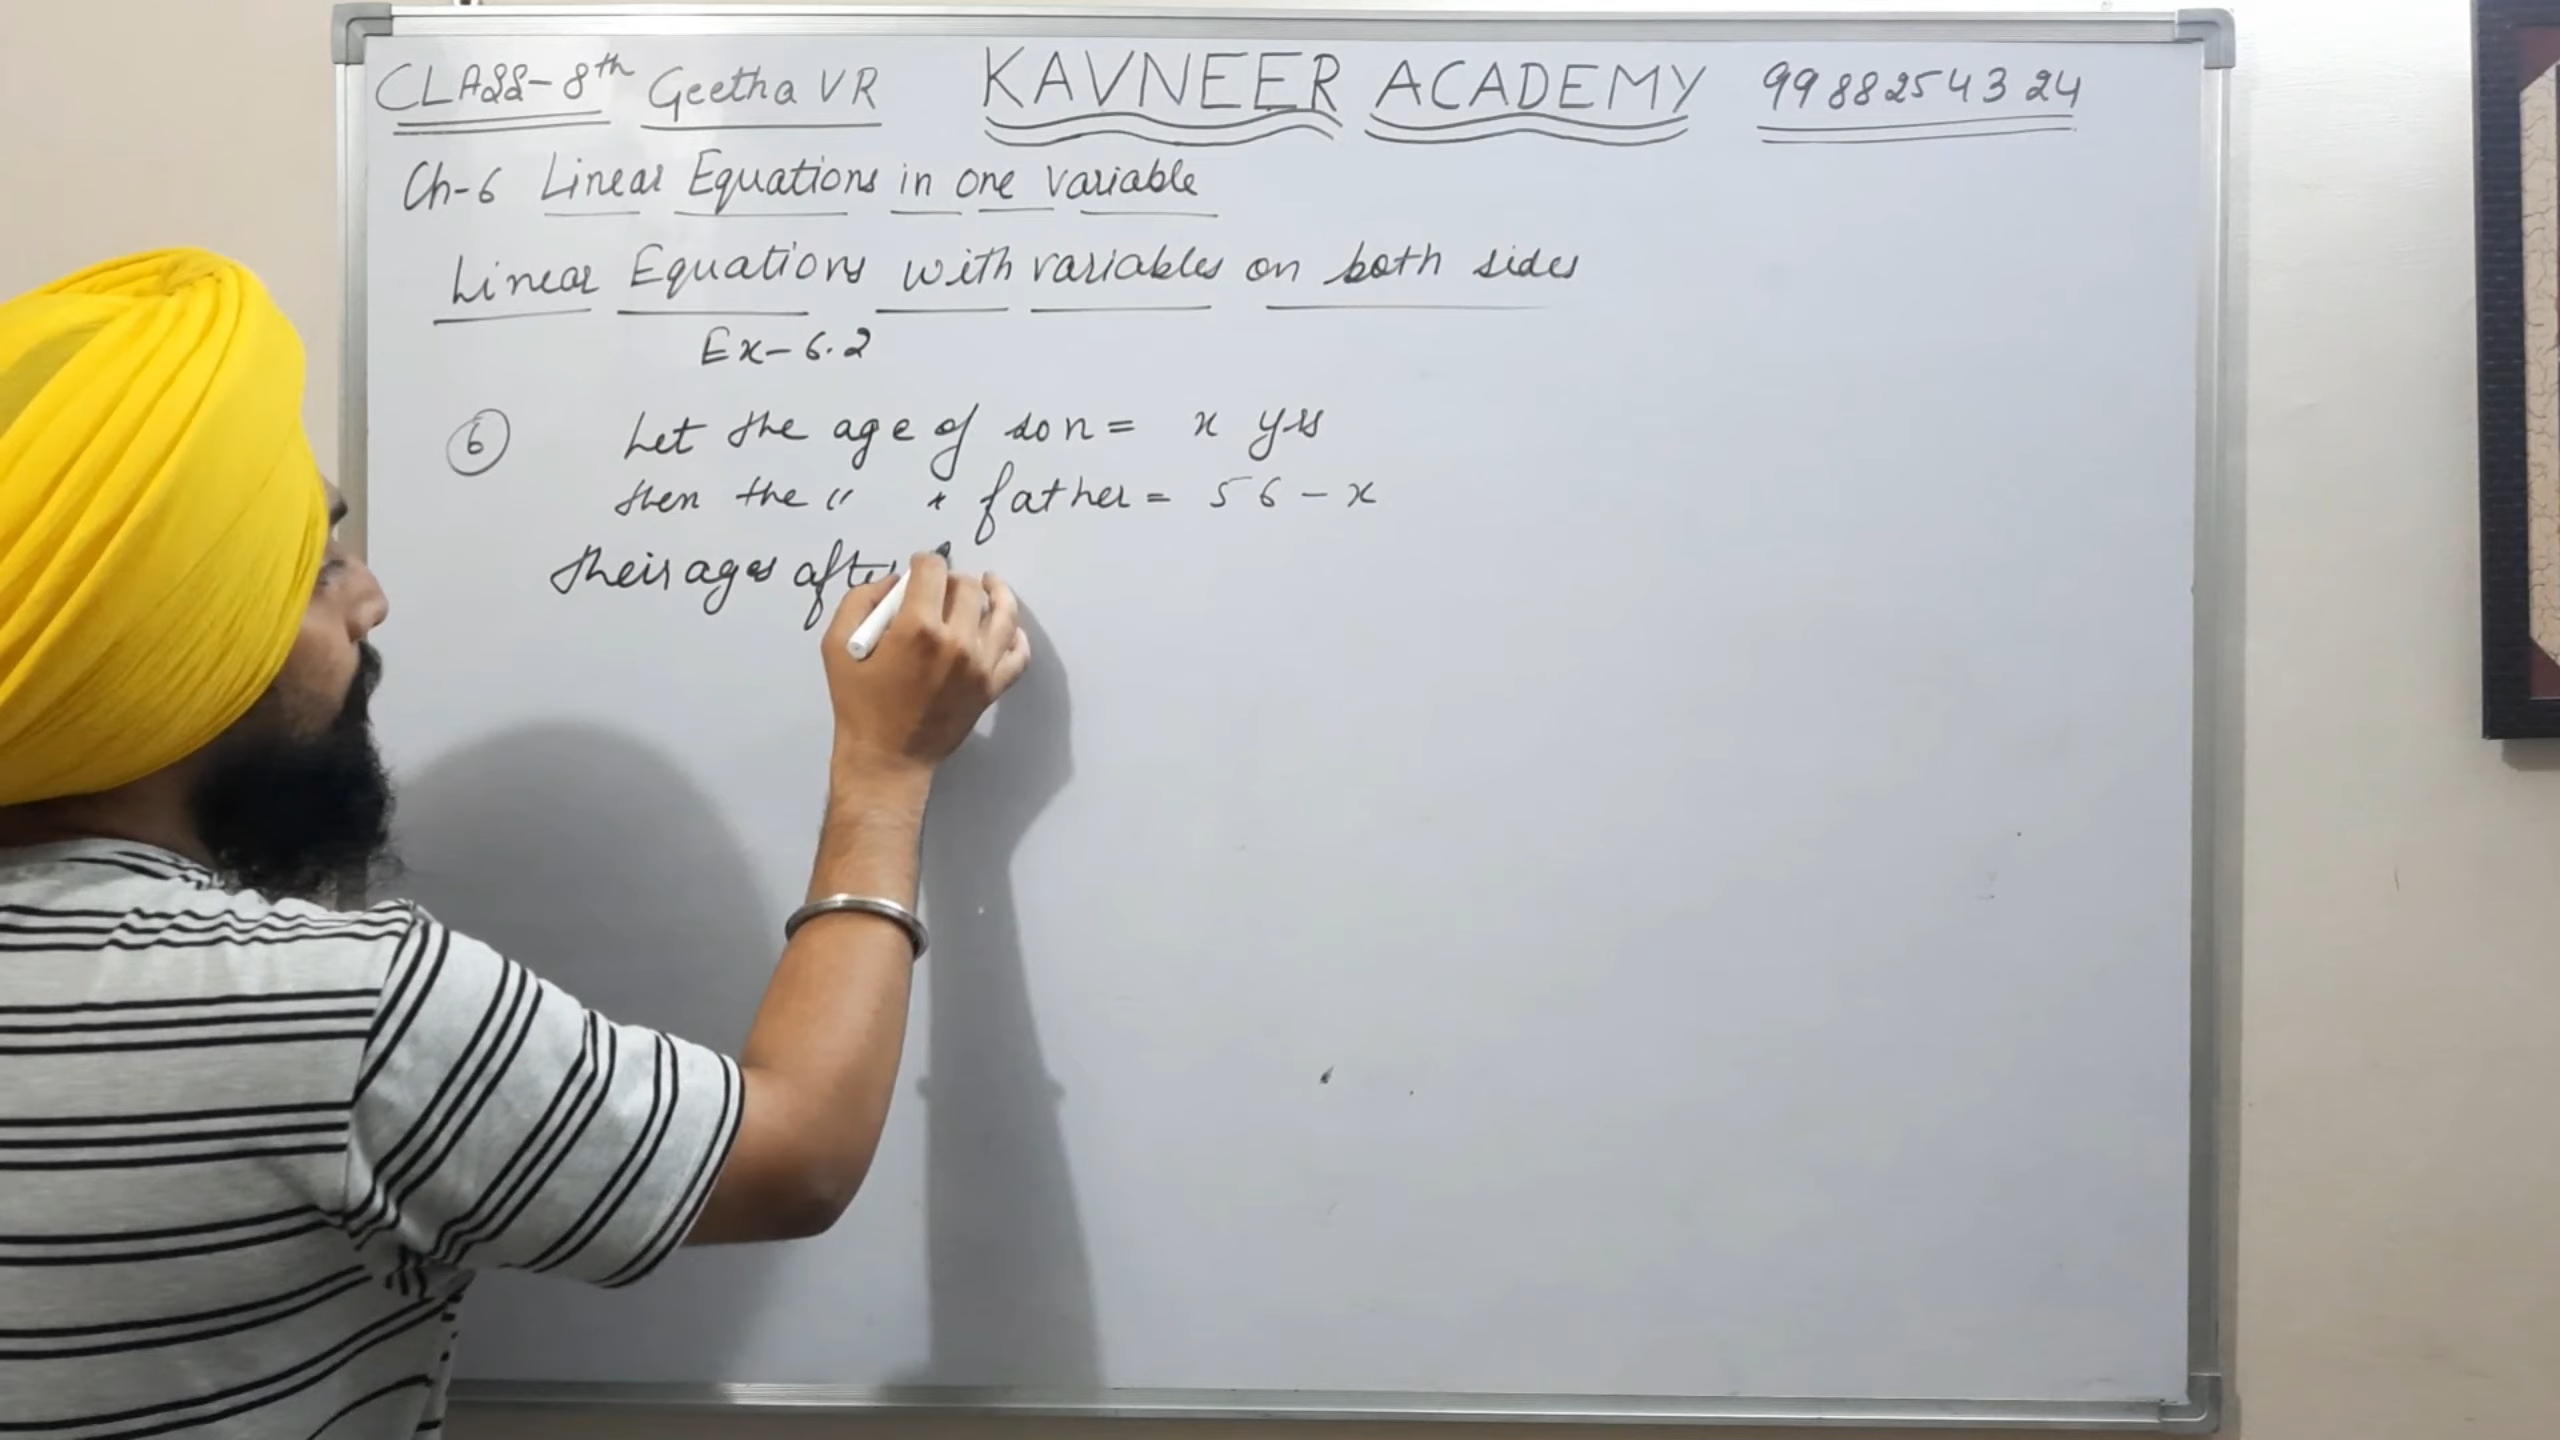 CLASS-8th Geetha VR KAVNEER ACADEMY 9988254324
Ch-6 Linear Equations in one Variable
Linear Equations with variables on both sides
Ex-6.2
6 Let the age of son = x yrs
then the " " father = 56 - x
their ages after